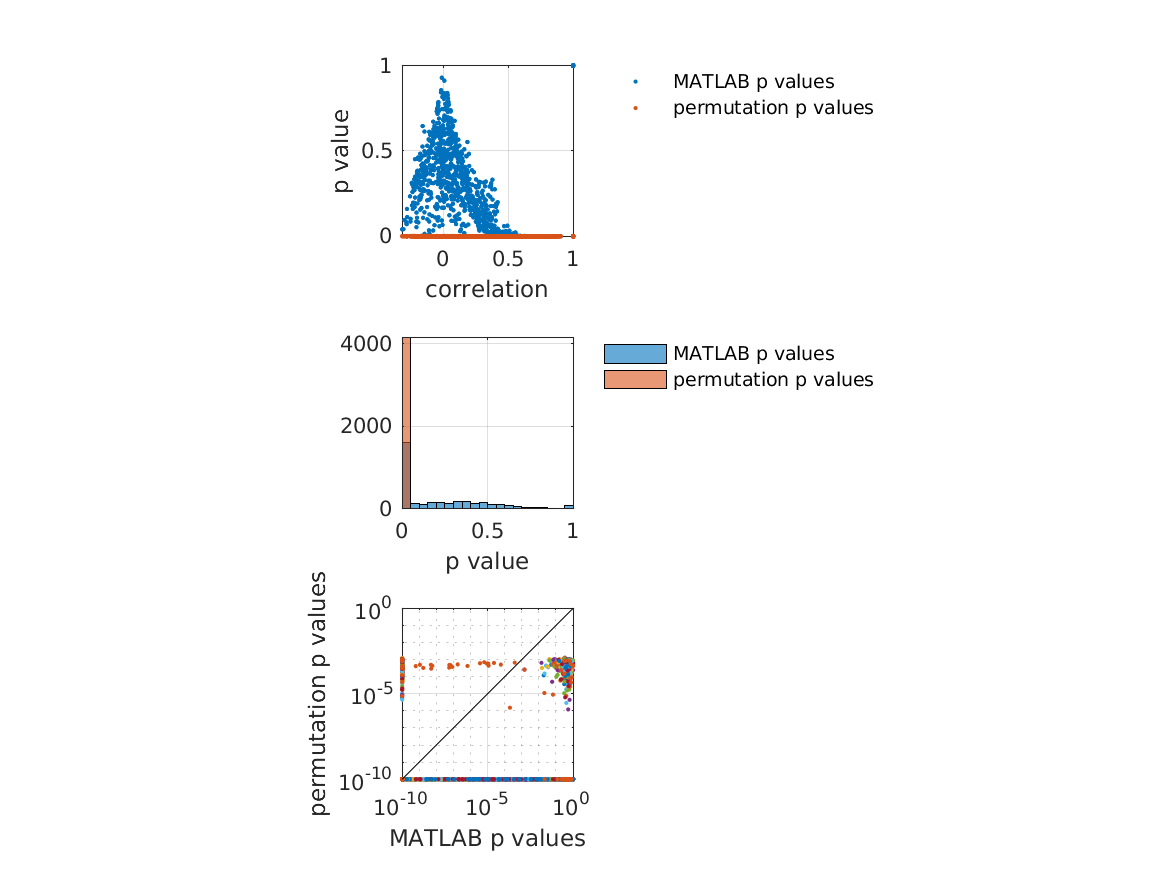 1
0.5
0
p value
0
0.5
1
correlation
MATLAB p values
permutation p values
4000
2000
0
0
0.5
1
p value
MATLAB p values
permutation p values
10^0
10^-5
10^-10
permutation p values
10^-10
10^-5
10^0
MATLAB p values